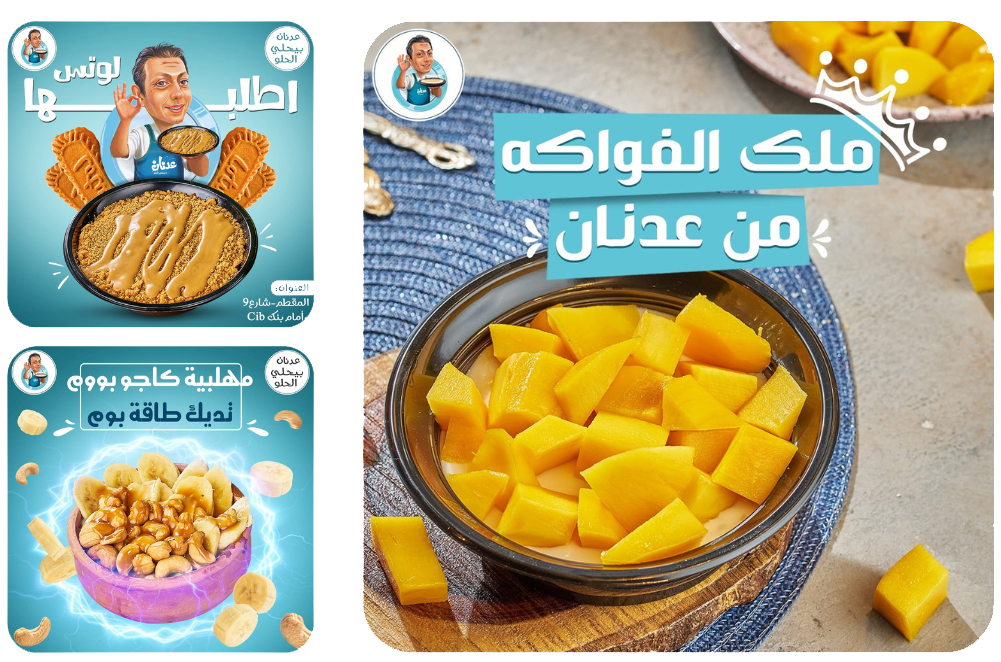 عدنان
بيحلي
الحلو
اطلبـــها لوتس
عدنان
العنوان:
المقطم-شارع9
أمام بنك Cib
عدنان
بيحلي
الحلو
مهلبية كاجو بووم
تديك طاقة بوم
ملك الفواكه
من عدنان